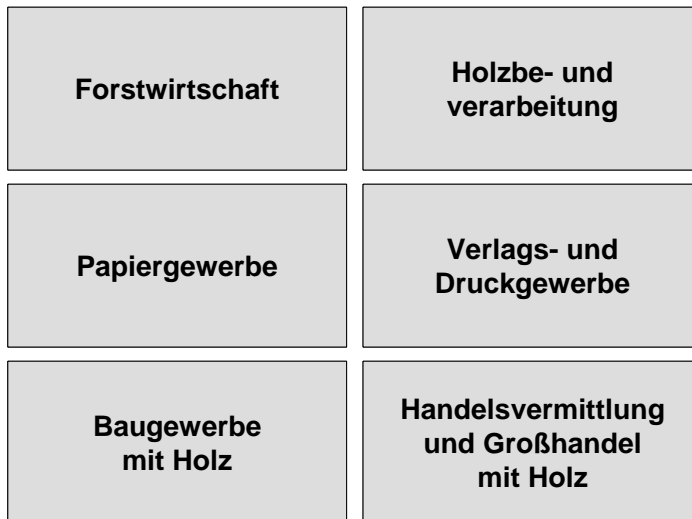 Forstwirtschaft
Holzbe- und
verarbeitung
Papiergewerbe
Verlags- und
Druckgewerbe
Baugewerbe
mit Holz
Handelsvermittlung
und Großhandel
mit Holz